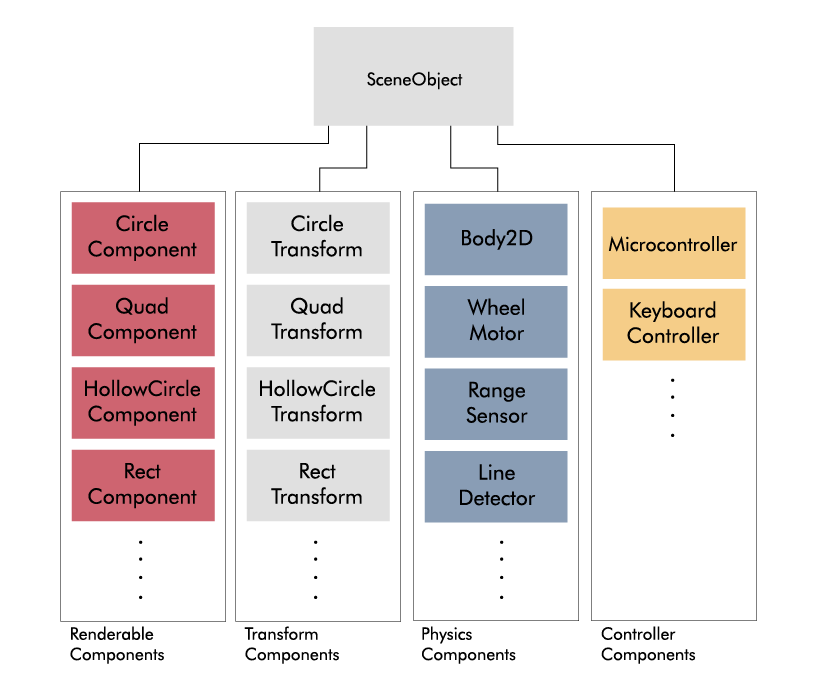 SceneObject
Circle
Component
Quad
Component
HollowCircle
Component
Rect
Component
Renderable
Components
Circle
Transform
Quad
Transform
HollowCircle
Transform
Rect
Transform
Transform
Components
Body2D
Wheel
Motor
Range
Sensor
Line
Detector
Physics
Components
Microcontroller
Keyboard
Controller
Controller
Components